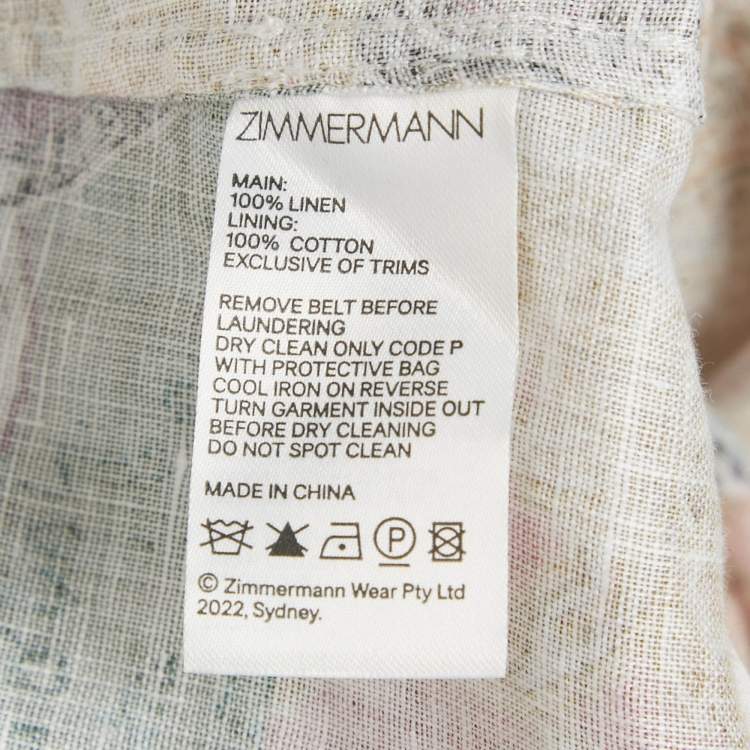 ZIMMERMANN
MAIN:
100% LINEN
LINING:
100% COTTON
EXCLUSIVE OF TRIMS
REMOVE BELT BEFORE
LAUNDERING
DRY CLEAN ONLY CODE P
WITH PROTECTIVE BAG
COOL IRON ON REVERSE
TURN GARMENT INSIDE OUT
BEFORE DRY CLEANING
DO NOT SPOT CLEAN
MADE IN CHINA
P
© Zimmermann Wear Pty Ltd
2022, Sydney.